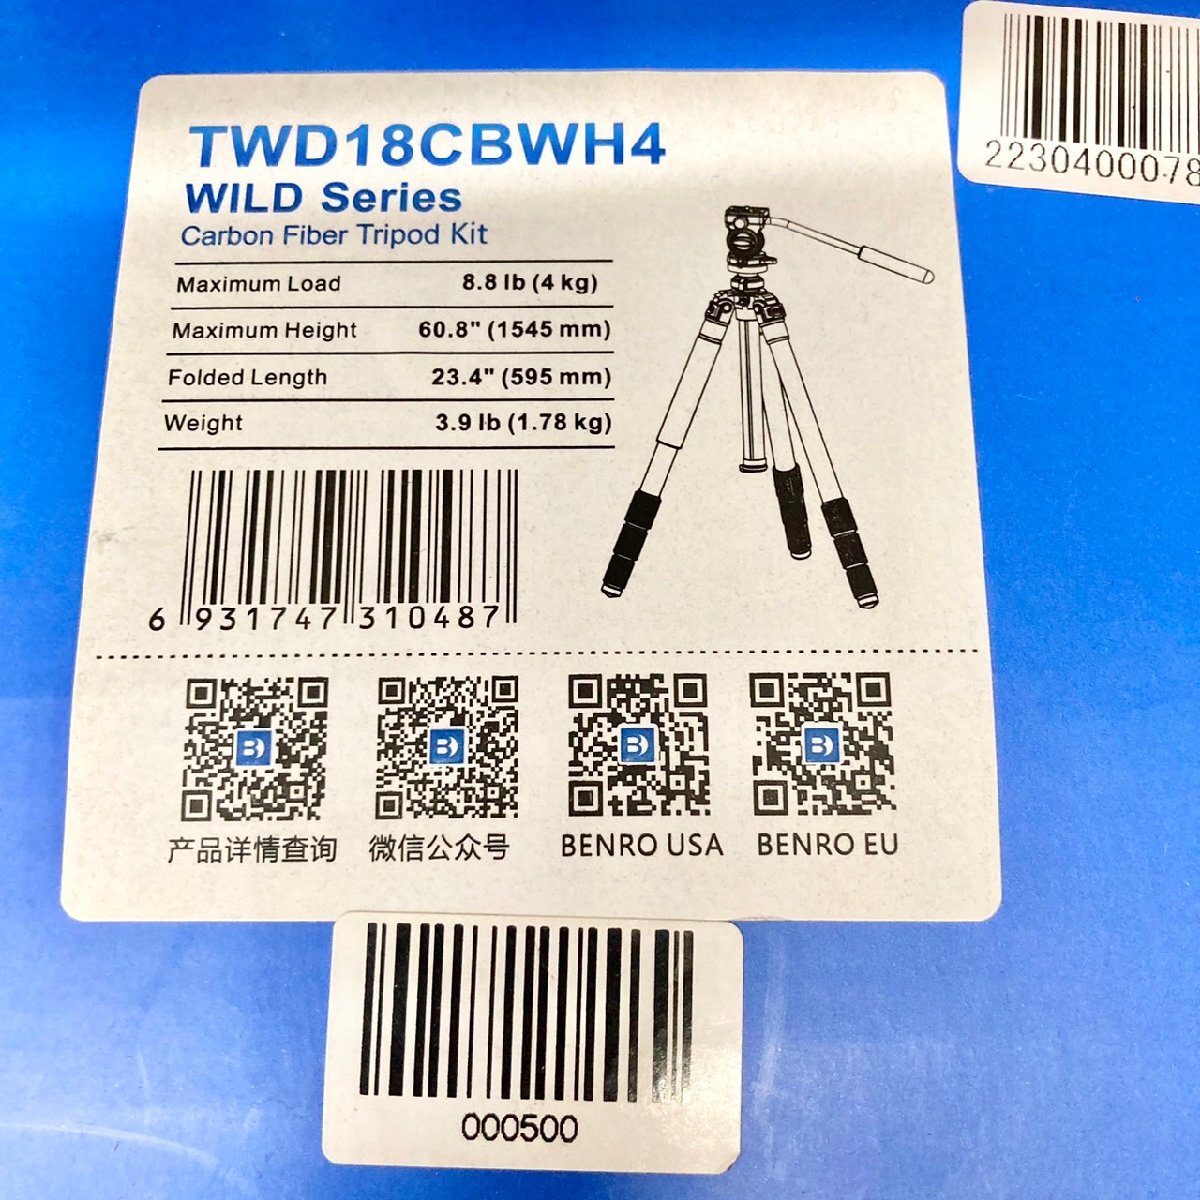 TWD18CBWH4
WILD Series
Carbon Fiber Tripod Kit
Maximum Load 8.8 lb (4 kg)
Maximum Height 60.8" (1545 mm)
Folded Length 23.4" (595 mm)
Weight 3.9 lb (1.78 kg)
6 931747 310487
产品详情查询 微信公众号 BENRO USA BENRO EU
2230400078
000500